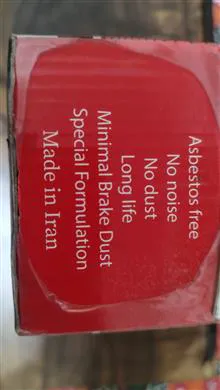 Asbestos free
No noise
No dust
Long life
Minimal Brake Dust
Special Formulation
Made in Iran